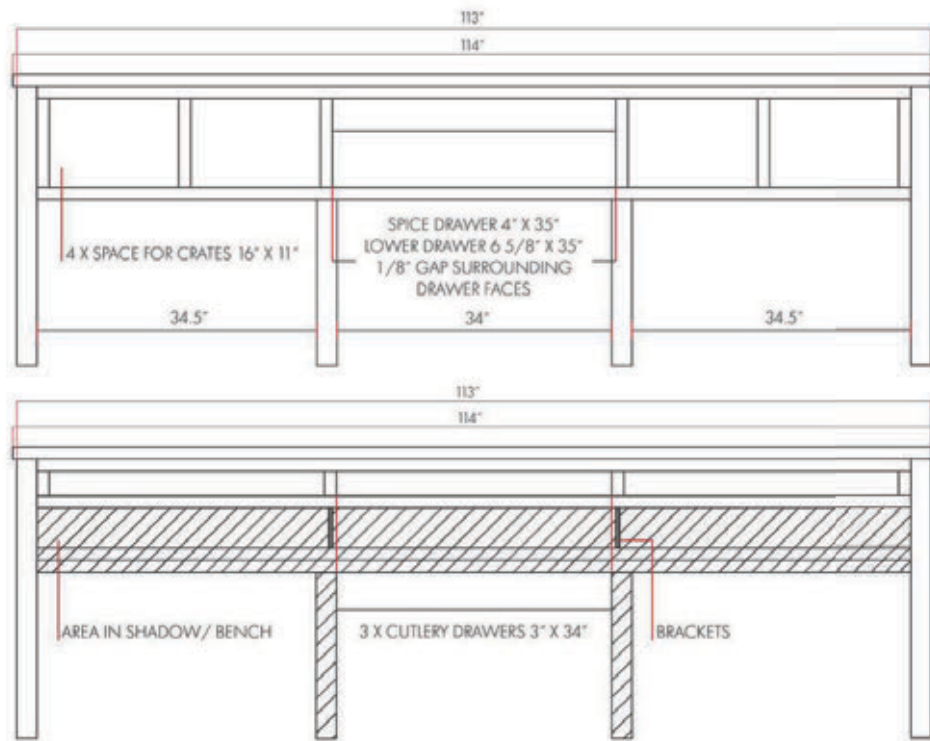 113"
114"
SPICE DRAWER 4" X 35"
4 X SPACE FOR CRATES 16" X 11"
LOWER DRAWER 6 5/8" X 35"
1/8" GAP SURROUNDING
DRAWER FACES
34.5"
34"
34.5"
113"
114"
AREA IN SHADOW/ BENCH
3 X CUTLERY DRAWERS 3" X 34"
BRACKETS